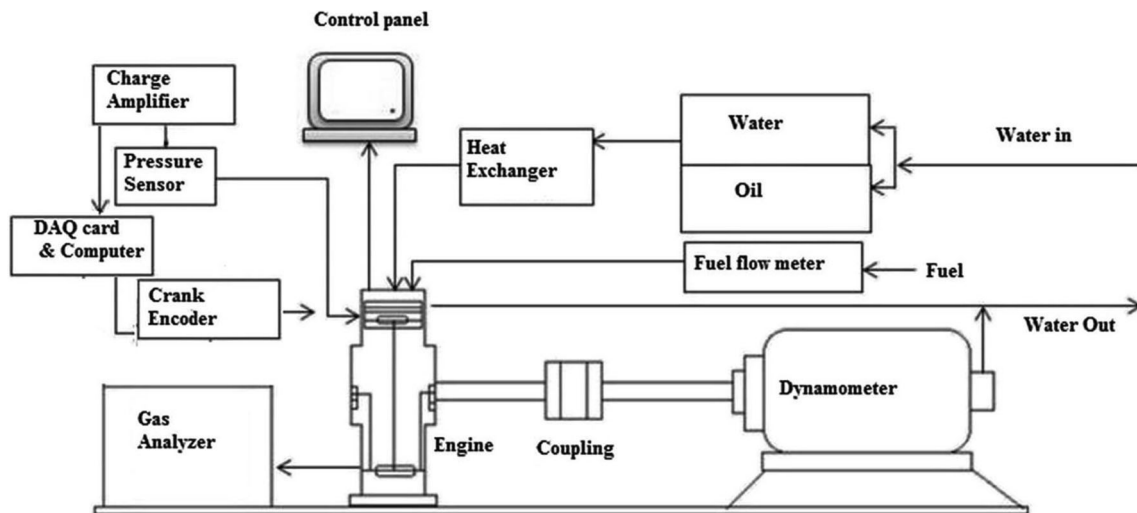 Control panel
Charge
Amplifier
Pressure
Sensor
DAQ card
& Computer
Crank
Encoder
Heat
Exchanger
Water
Oil
Water in
Fuel flow meter
Fuel
Water Out
Dynamometer
Gas
Analyzer
Engine
Coupling